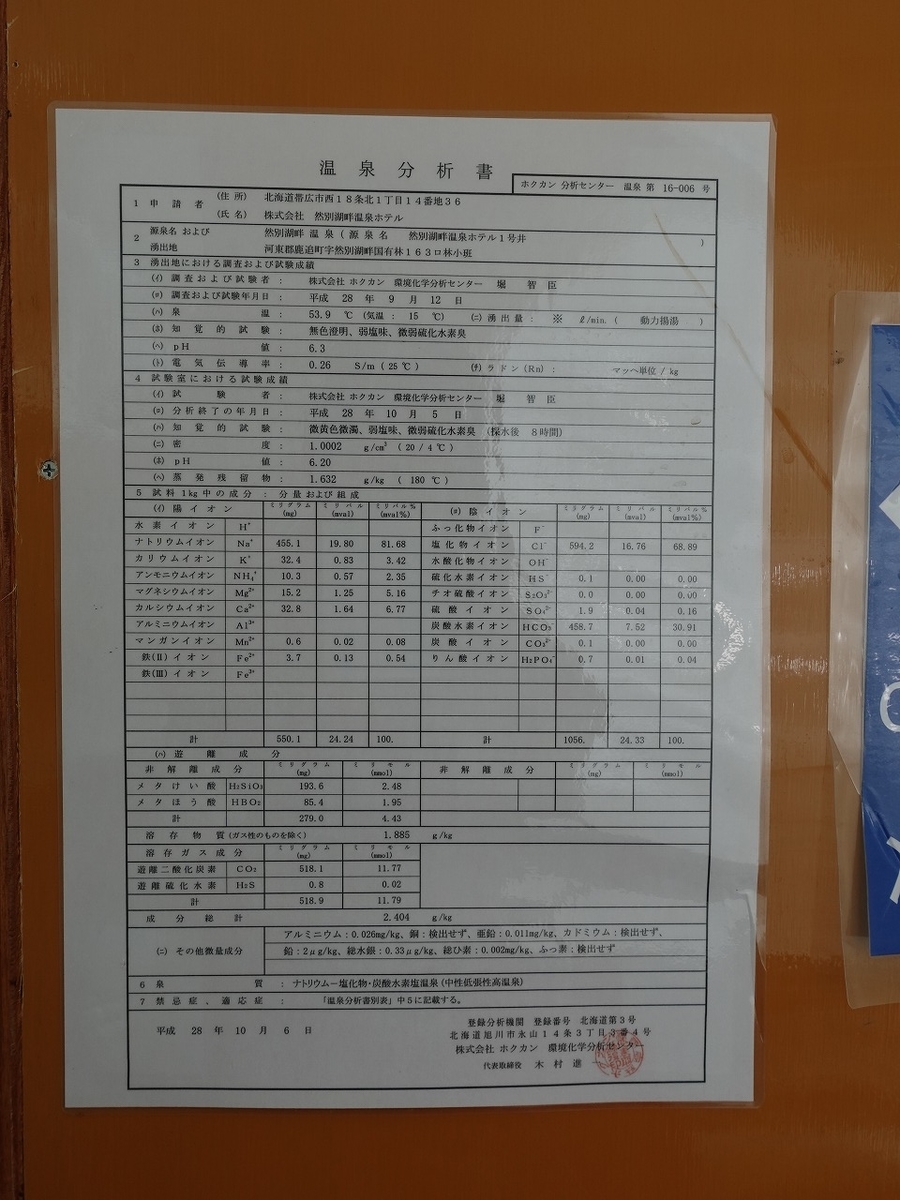 温泉分析書
ホクカン 分析センター 温泉 第 16-006 号
1 申請者 (住所) 北海道帯広市西18条北1丁目14番地36
(氏名) 株式会社 然別湖畔温泉ホテル
2 源泉名 および 然別湖畔 温泉 ( 源泉名 然別湖畔温泉ホテル1号井 )
湧出地 河東郡鹿追町字然別湖畔国有林163ロ林小班
3 湧出地における調査および試験成績
(イ) 調査および試験者 : 株式会社 ホクカン 環境化学分析センター 堀 智臣
(ロ) 調査および試験年月日 : 平成 28 年 9 月 12 日
(ハ) 泉温 : 53.9 ℃ (気温 : 15 ℃) (ニ) 湧出量 : ※ ℓ/min. ( 動力揚湯 )
(ホ) 知覚的試験 : 無色澄明、弱塩味、微弱硫化水素臭
(ヘ) pH値 : 6.3
(ト) 電気伝導率 : 0.26 S/m ( 25℃ ) (チ) ラドン (Rn) : マッヘ単位 / kg
4 試験室における試験成績
(イ) 試験者 : 株式会社 ホクカン 環境化学分析センター 堀 智臣
(ロ) 分析終了の年月日 : 平成 28 年 10 月 5 日
(ハ) 知覚的試験 : 微黄色微濁、弱塩味、微弱硫化水素臭 (採水後 8時間)
(ニ) 密度 : 1.0002 g/cm³ ( 20 / 4 ℃ )
(ホ) pH値 : 6.20
(ヘ) 蒸発残留物 : 1.632 g/kg ( 180 ℃ )
5 試料1kg中の成分 : 分量および組成
(イ) 陽イオン ミリグラム (mg) ミリバル (mval) ミリバル% (mval%) (ロ) 陰イオン ミリグラム (mg) ミリバル (mval) ミリバル% (mval%)
水素イオン H⁺ ふっ化物イオン F⁻
ナトリウムイオン Na⁺ 455.1 19.80 81.68 塩化物イオン Cl⁻ 594.2 16.76 68.89
カリウムイオン K⁺ 32.4 0.83 3.42 水酸化物イオン OH⁻
アンモニウムイオン NH₄⁺ 10.3 0.57 2.35 硫化水素イオン HS⁻ 0.1 0.00 0.00
マグネシウムイオン Mg²⁺ 15.2 1.25 5.16 チオ硫酸イオン S₂O₃²⁻ 0.0 0.00 0.00
カルシウムイオン Ca²⁺ 32.8 1.64 6.77 硫酸イオン SO₄²⁻ 1.9 0.04 0.16
アルミニウムイオン Al³⁺ 炭酸水素イオン HCO₃⁻ 458.7 7.52 30.91
マンガンイオン Mn²⁺ 0.6 0.02 0.08 炭酸イオン CO₃²⁻ 0.1 0.00 0.00
鉄(II)イオン Fe²⁺ 3.7 0.13 0.54 りん酸イオン H₂PO₄⁻ 0.7 0.01 0.04
鉄(III)イオン Fe³⁺
計 550.1 24.24 100. 計 1056. 24.33 100.
(ハ) 遊離成分
非解離成分 ミリグラム (mg) ミリモル (mmol) 非解離成分 ミリグラム (mg) ミリモル (mmol)
メタけい酸 H₂SiO₃ 193.6 2.48
メタほう酸 HBO₂ 85.4 1.95
計 279.0 4.43
溶存物質(ガス性のものを除く) 1.885 g/kg
溶存ガス成分 ミリグラム (mg) ミリモル (mmol)
遊離二酸化炭素 CO₂ 518.1 11.77
遊離硫化水素 H₂S 0.8 0.02
計 518.9 11.79
成分総計 2.404 g/kg
(ニ) その他微量成分 アルミニウム : 0.026mg/kg、銅 : 検出せず、亜鉛 : 0.011mg/kg、カドミウム : 検出せず、
鉛 : 2μg/kg、総水銀 : 0.33μg/kg、総ひ素 : 0.002mg/kg、ふっ素 : 検出せず
6 泉質 : ナトリウム－塩化物・炭酸水素塩温泉 (中性低張性高温泉)
7 禁忌症、適応症 : 「温泉分析書別表」中5に記載する。
平成 28 年 10 月 6 日
登録分析機関 登録番号 北海道第3号
北海道旭川市永山14条3丁目3番4号
株式会社 ホクカン 環境化学分析センター
代表取締役 木村進一